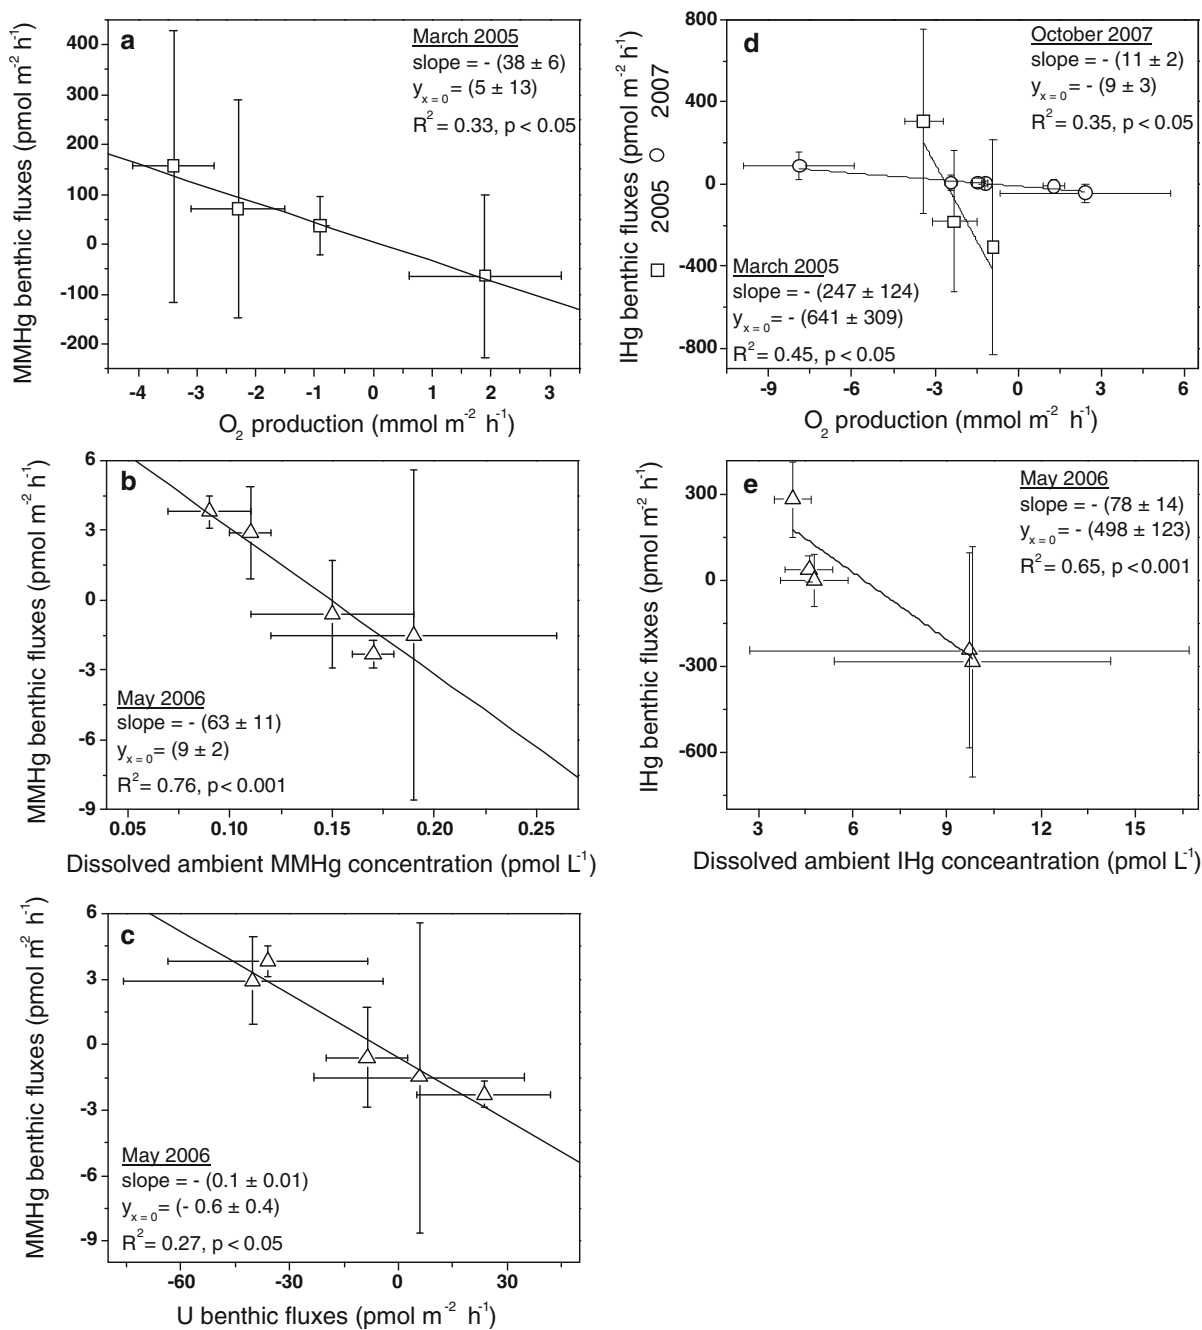 a
March 2005
slope = - (38 ± 6)
y x = 0 = (5 ± 13)
R² = 0.33, p < 0.05
400
300
200
100
0
-100
-200
-4 -3 -2 -1 0 1 2 3
MMHg benthic fluxes (pmol m⁻² h⁻¹)
O₂ production (mmol m⁻² h⁻¹)
d
October 2007
slope = - (11 ± 2)
y x = 0 = - (9 ± 3)
R² = 0.35, p < 0.05
March 2005
slope = - (247 ± 124)
y x = 0 = - (641 ± 309)
R² = 0.45, p < 0.05
800
400
0
-400
-800
-9 -6 -3 0 3 6
IHg benthic fluxes (pmol m⁻² h⁻¹)
2005 2007
O₂ production (mmol m⁻² h⁻¹)
b
May 2006
slope = - (63 ± 11)
y x = 0 = (9 ± 2)
R² = 0.76, p < 0.001
6
3
0
-3
-6
-9
0.05 0.10 0.15 0.20 0.25
MMHg benthic fluxes (pmol m⁻² h⁻¹)
Dissolved ambient MMHg concentration (pmol L⁻¹)
e
May 2006
slope = - (78 ± 14)
y x = 0 = - (498 ± 123)
R² = 0.65, p < 0.001
300
0
-300
-600
3 6 9 12 15
IHg benthic fluxes (pmol m⁻² h⁻¹)
Dissolved ambient IHg conceantration (pmol L⁻¹)
c
May 2006
slope = - (0.1 ± 0.01)
y x = 0 = (- 0.6 ± 0.4)
R² = 0.27, p < 0.05
6
3
0
-3
-6
-9
-60 -30 0 30
MMHg benthic fluxes (pmol m⁻² h⁻¹)
U benthic fluxes (pmol m⁻² h⁻¹)